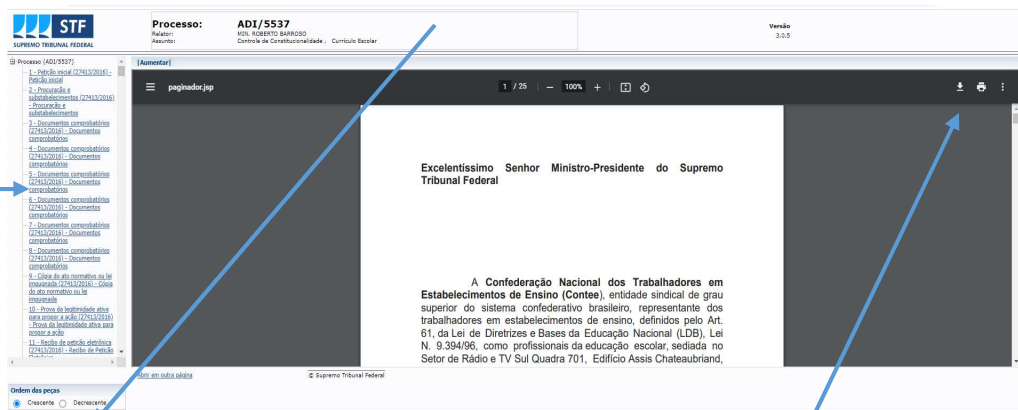 STF
SUPREMO TRIBUNAL FEDERAL
Processo: ADI/5537
Relator: MIN. ROBERTO BARROSO
Assunto: Controle de Constitucionalidade , Currículo Escolar
Versão
3.0.5
Processo (ADI/5537)
1 - Petição inicial (27413/2016) -
Petição inicial
2 - Procuração e
substabelecimentos (27413/2016)
- Procuração e
substabelecimentos
3 - Documentos comprobatórios
(27413/2016) - Documentos
comprobatórios
4 - Documentos comprobatórios
(27413/2016) - Documentos
comprobatórios
5 - Documentos comprobatórios
(27413/2016) - Documentos
comprobatórios
6 - Documentos comprobatórios
(27413/2016) - Documentos
comprobatórios
7 - Documentos comprobatórios
(27413/2016) - Documentos
comprobatórios
8 - Documentos comprobatórios
(27413/2016) - Documentos
comprobatórios
9 - Cópia do ato normativo ou lei
impugnada (27413/2016) - Cópia
do ato normativo ou lei
impugnada
10 - Prova da legitimidade ativa
para propor a ação (27413/2016)
- Prova da legitimidade ativa para
propor a ação
11 - Recibo de petição eletrônica
(27413/2016) - Recibo de Petição
Ordem das peças
Crescente Decrescente
|Aumentar|
paginador.jsp 1 / 25 100%
Excelentíssimo Senhor Ministro-Presidente do Supremo
Tribunal Federal
A Confederação Nacional dos Trabalhadores em
Estabelecimentos de Ensino (Contee), entidade sindical de grau
superior do sistema confederativo brasileiro, representante dos
trabalhadores em estabelecimentos de ensino, definidos pelo Art.
61, da Lei de Diretrizes e Bases da Educação Nacional (LDB), Lei
N. 9.394/96, como profissionais da educação escolar, sediada no
Setor de Rádio e TV Sul Quadra 701, Edifício Assis Chateaubriand,
Abrir em outra página
© Supremo Tribunal Federal